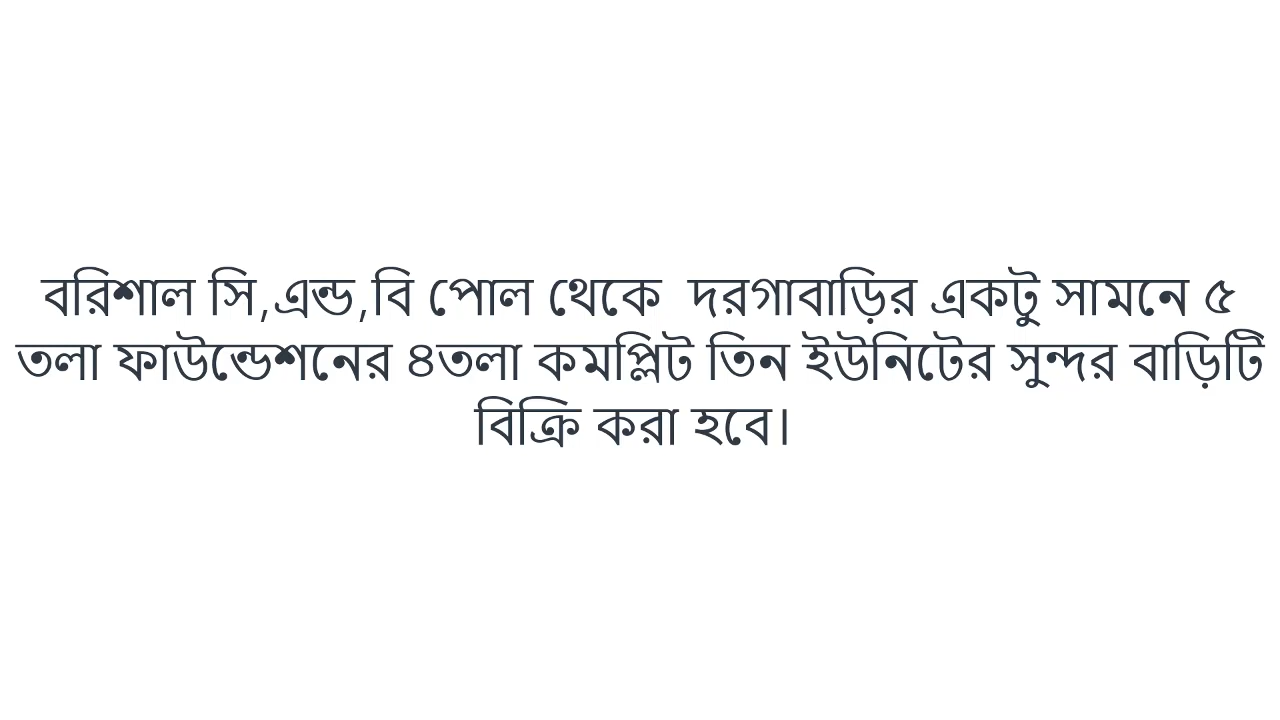 বরিশাল সি,এন্ড,বি পোল থেকে  দরগাবাড়ির একটু সামনে ৫
তলা ফাউন্ডেশনের ৪তলা কমপ্লিট তিন ইউনিটের সুন্দর বাড়িটি
বিক্রি করা হবে।